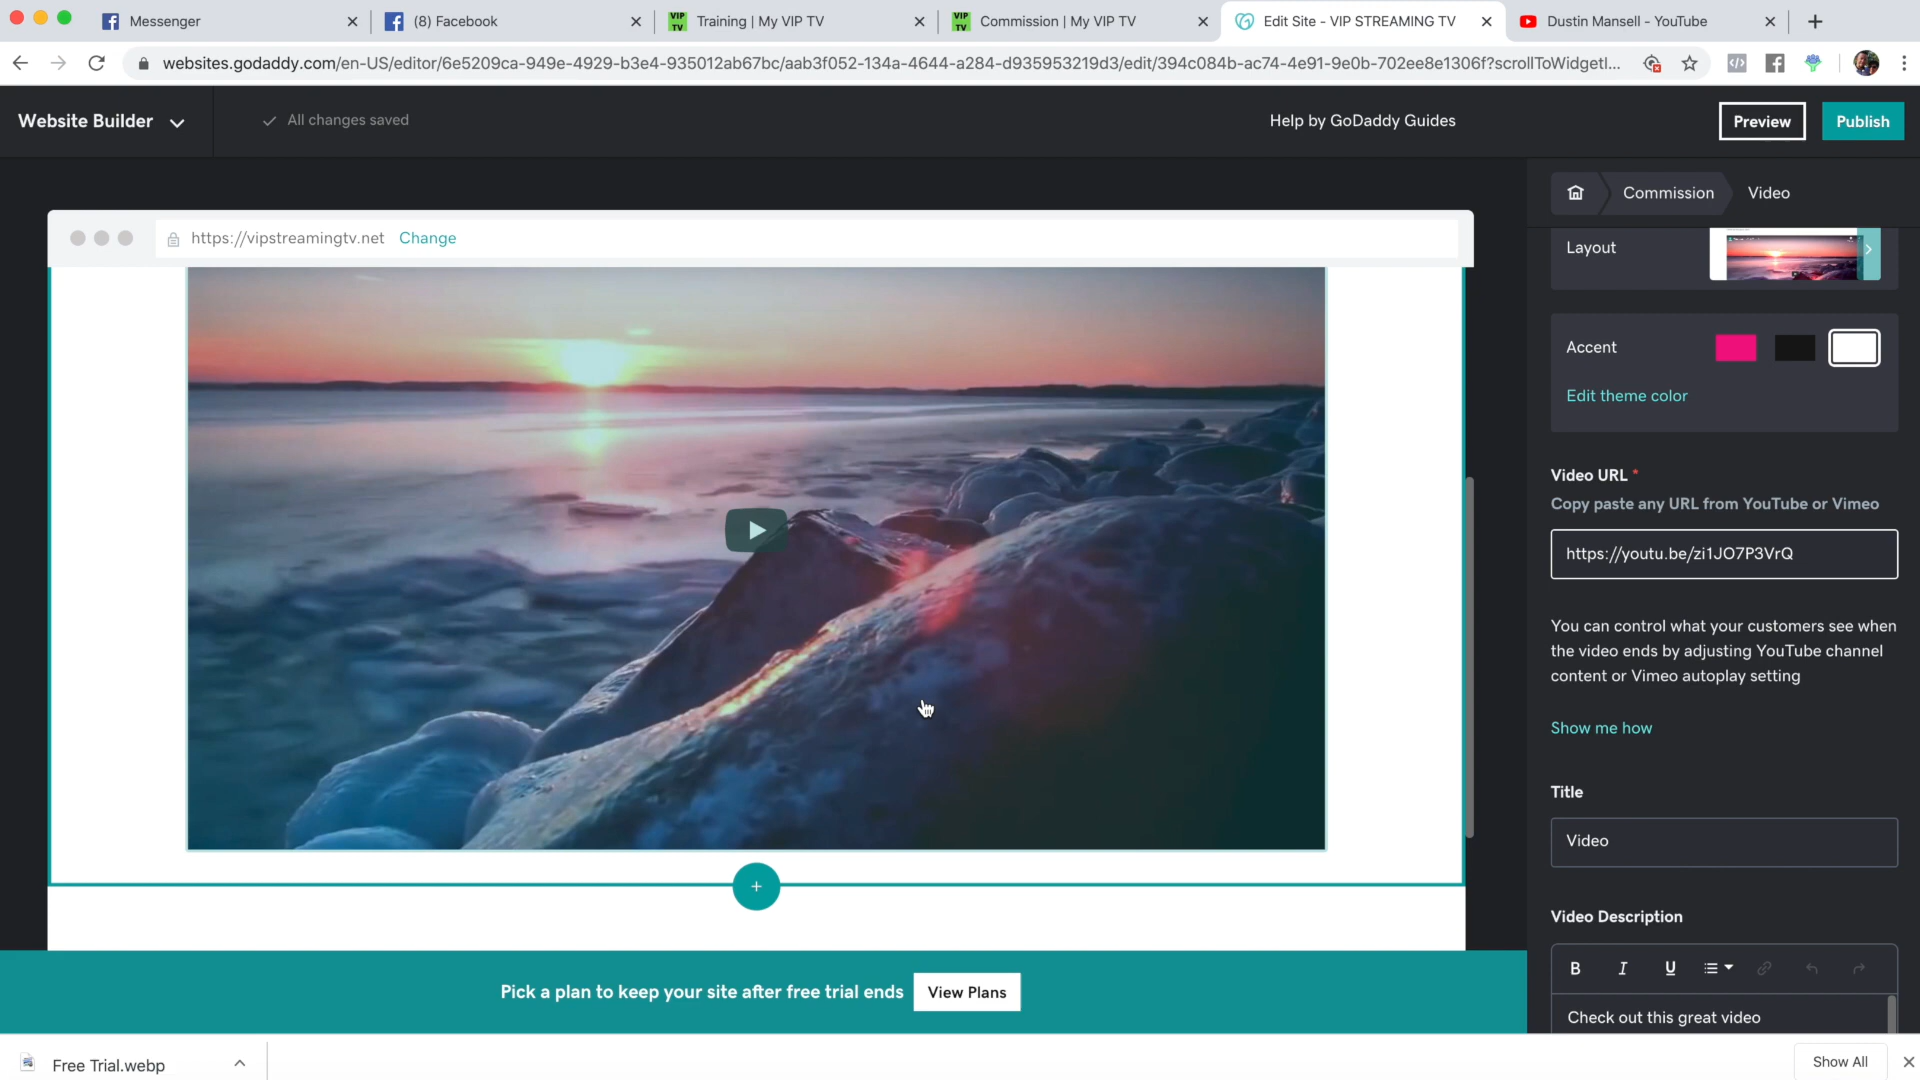 Messenger
(8) Facebook
VIP TV
Training | My VIP TV
VIP TV
Commission | My VIP TV
Edit Site - VIP STREAMING TV
Dustin Mansell - YouTube
websites.godaddy.com/en-US/editor/6e5209ca-949e-4929-b3e4-935012ab67bc/aab3f052-134a-4644-a284-d935953219d3/edit/394c084b-ac74-4e91-9e0b-702ee8e1306f?scrollToWidgetI...
Website Builder
All changes saved
Help by GoDaddy Guides
Preview
Publish
Commission
Video
https://vipstreamingtv.net
Change
Layout
Accent
Edit theme color
Video URL *
Copy paste any URL from YouTube or Vimeo
https://youtu.be/zi1JO7P3VrQ
You can control what your customers see when
the video ends by adjusting YouTube channel
content or Vimeo autoplay setting
Show me how
Title
Video
Video Description
B I U
Check out this great video
Pick a plan to keep your site after free trial ends
View Plans
Free Trial.webp
Show All